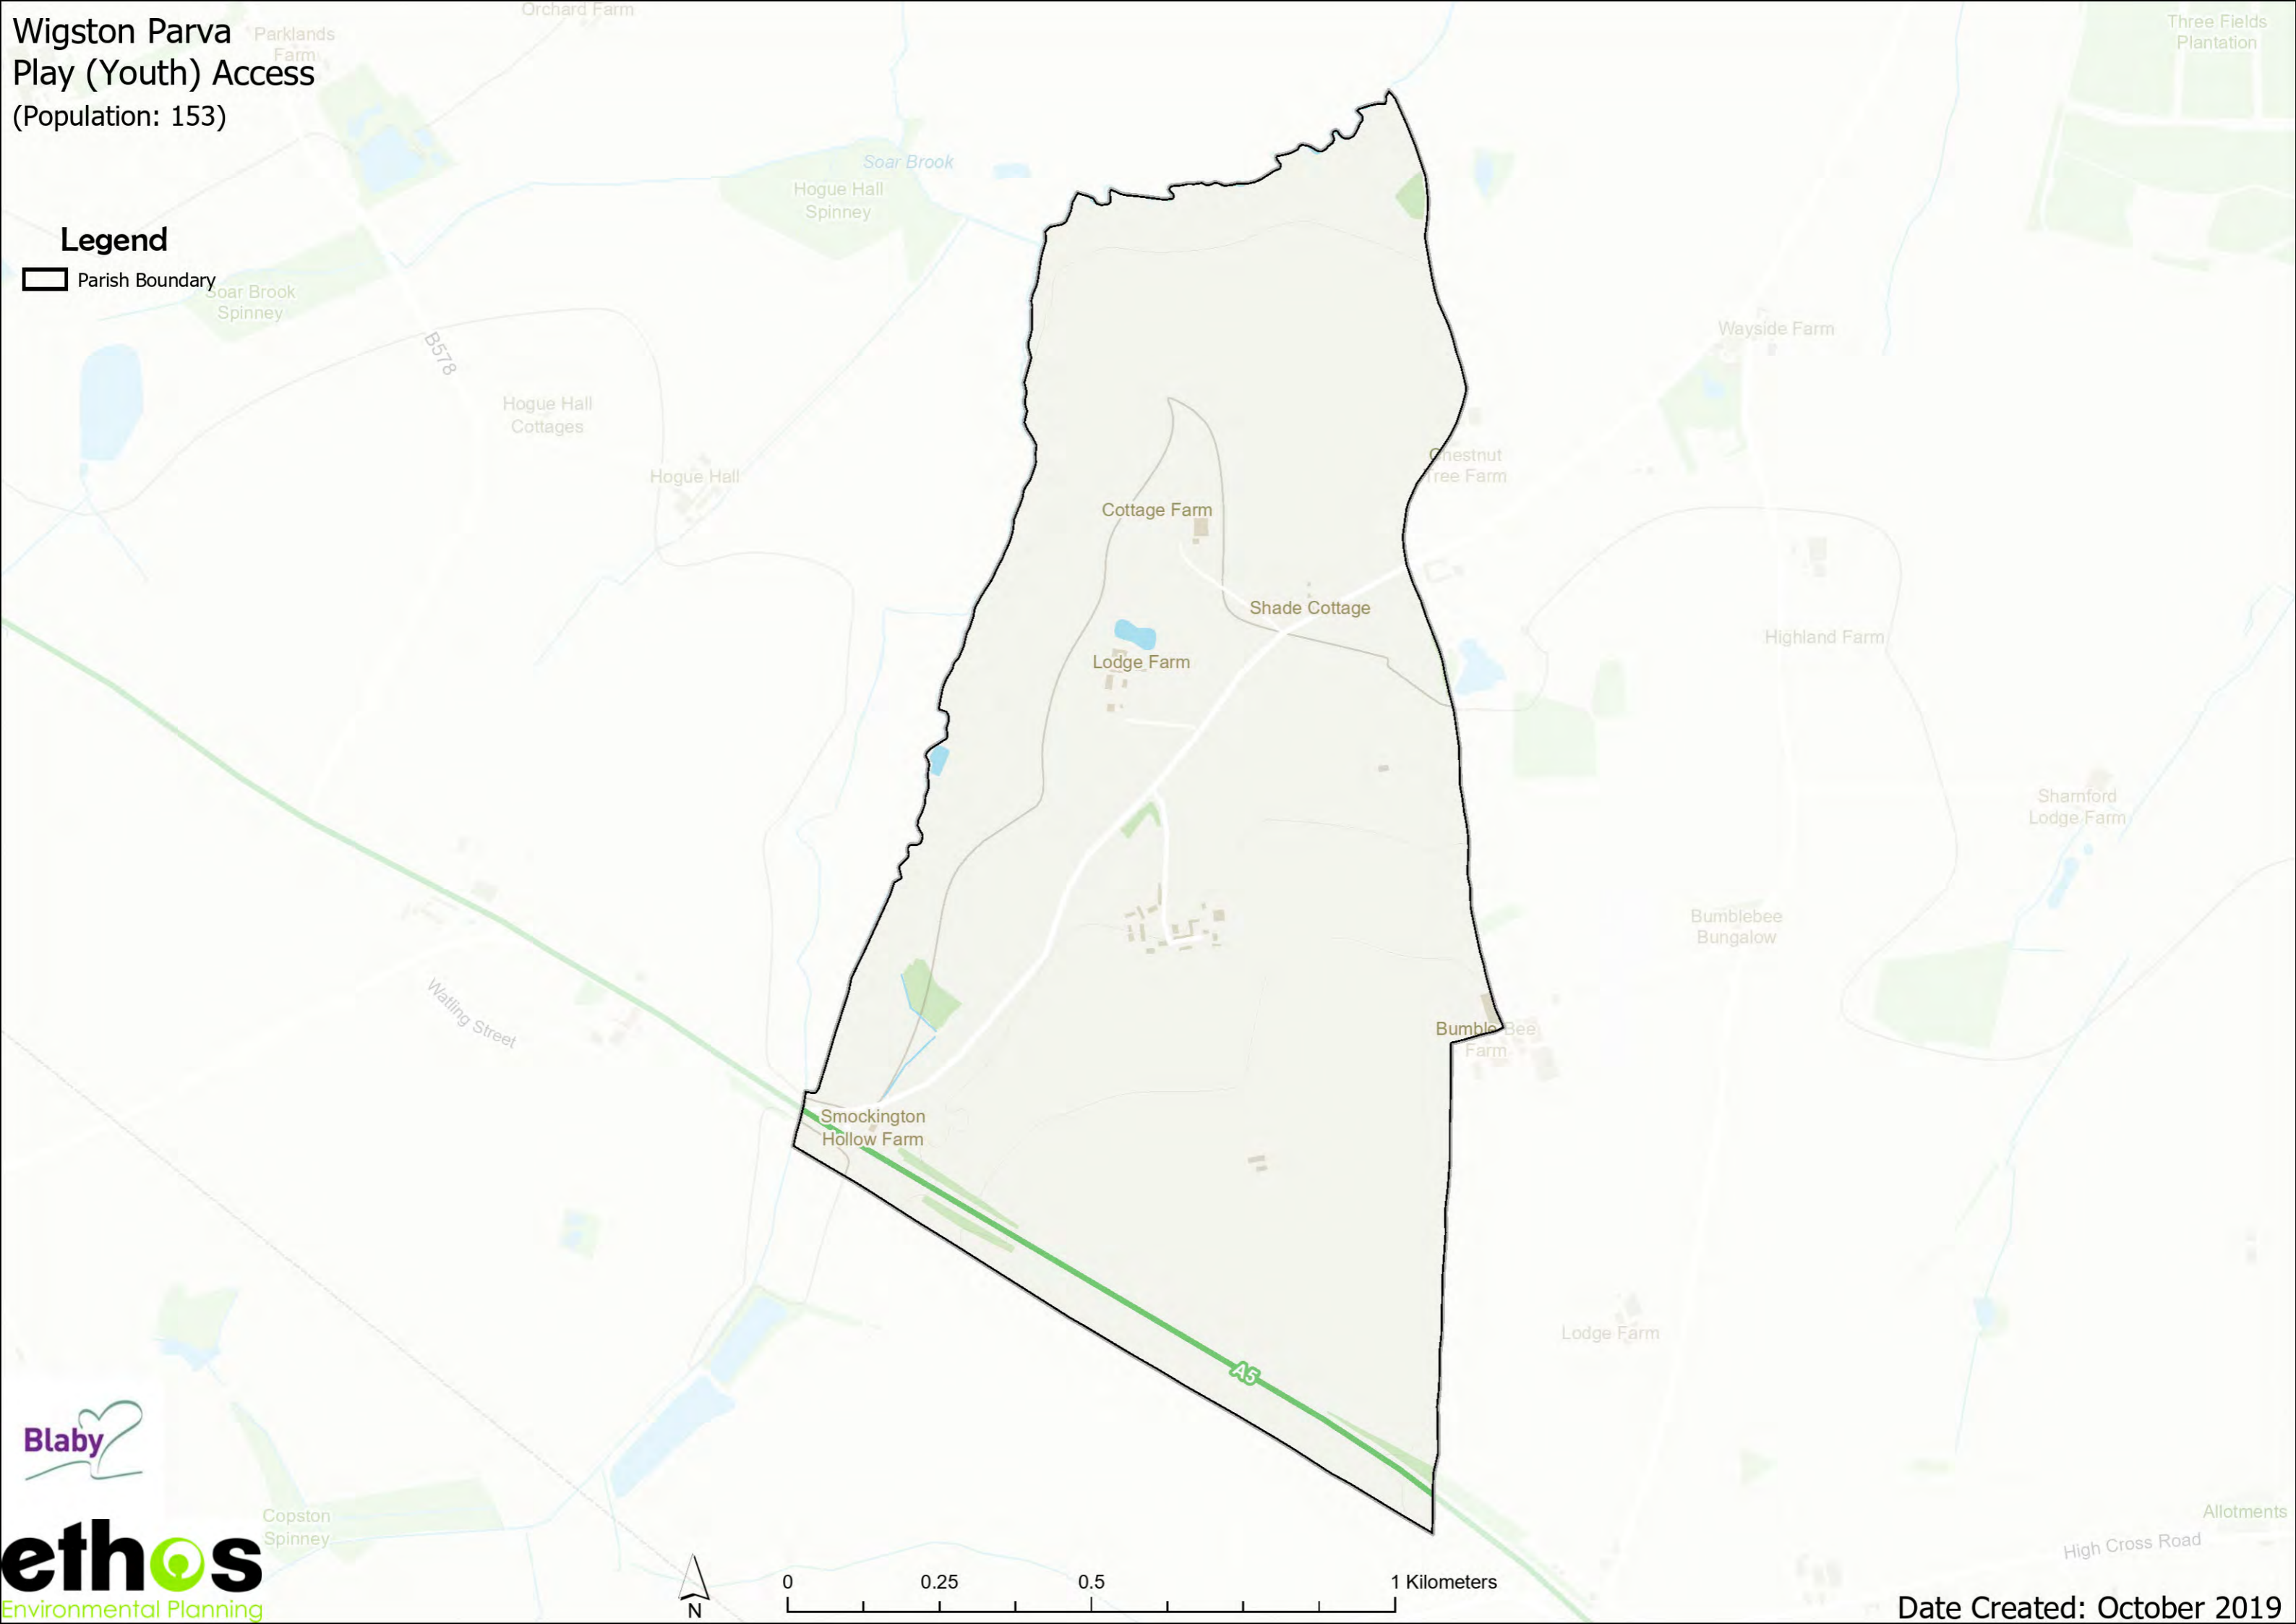 Wigston Parva
Play (Youth) Access
(Population: 153)
Legend
Parish Boundary
Orchard Farm
Parklands
Farm
Three Fields
Plantation
Soar Brook
Hogue Hall
Spinney
Soar Brook
Spinney
B578
Wayside Farm
Hogue Hall
Cottages
Hogue Hall
Chestnut
Tree Farm
Cottage Farm
Shade Cottage
Highland Farm
Lodge Farm
Sharnford
Lodge Farm
Bumblebee
Bungalow
Watling Street
Bumble Bee
Farm
Smockington
Hollow Farm
Lodge Farm
A5
Blaby
Copston
Spinney
Allotments
High Cross Road
ethos
Environmental Planning
N
0 0.25 0.5 1 Kilometers
Date Created: October 2019